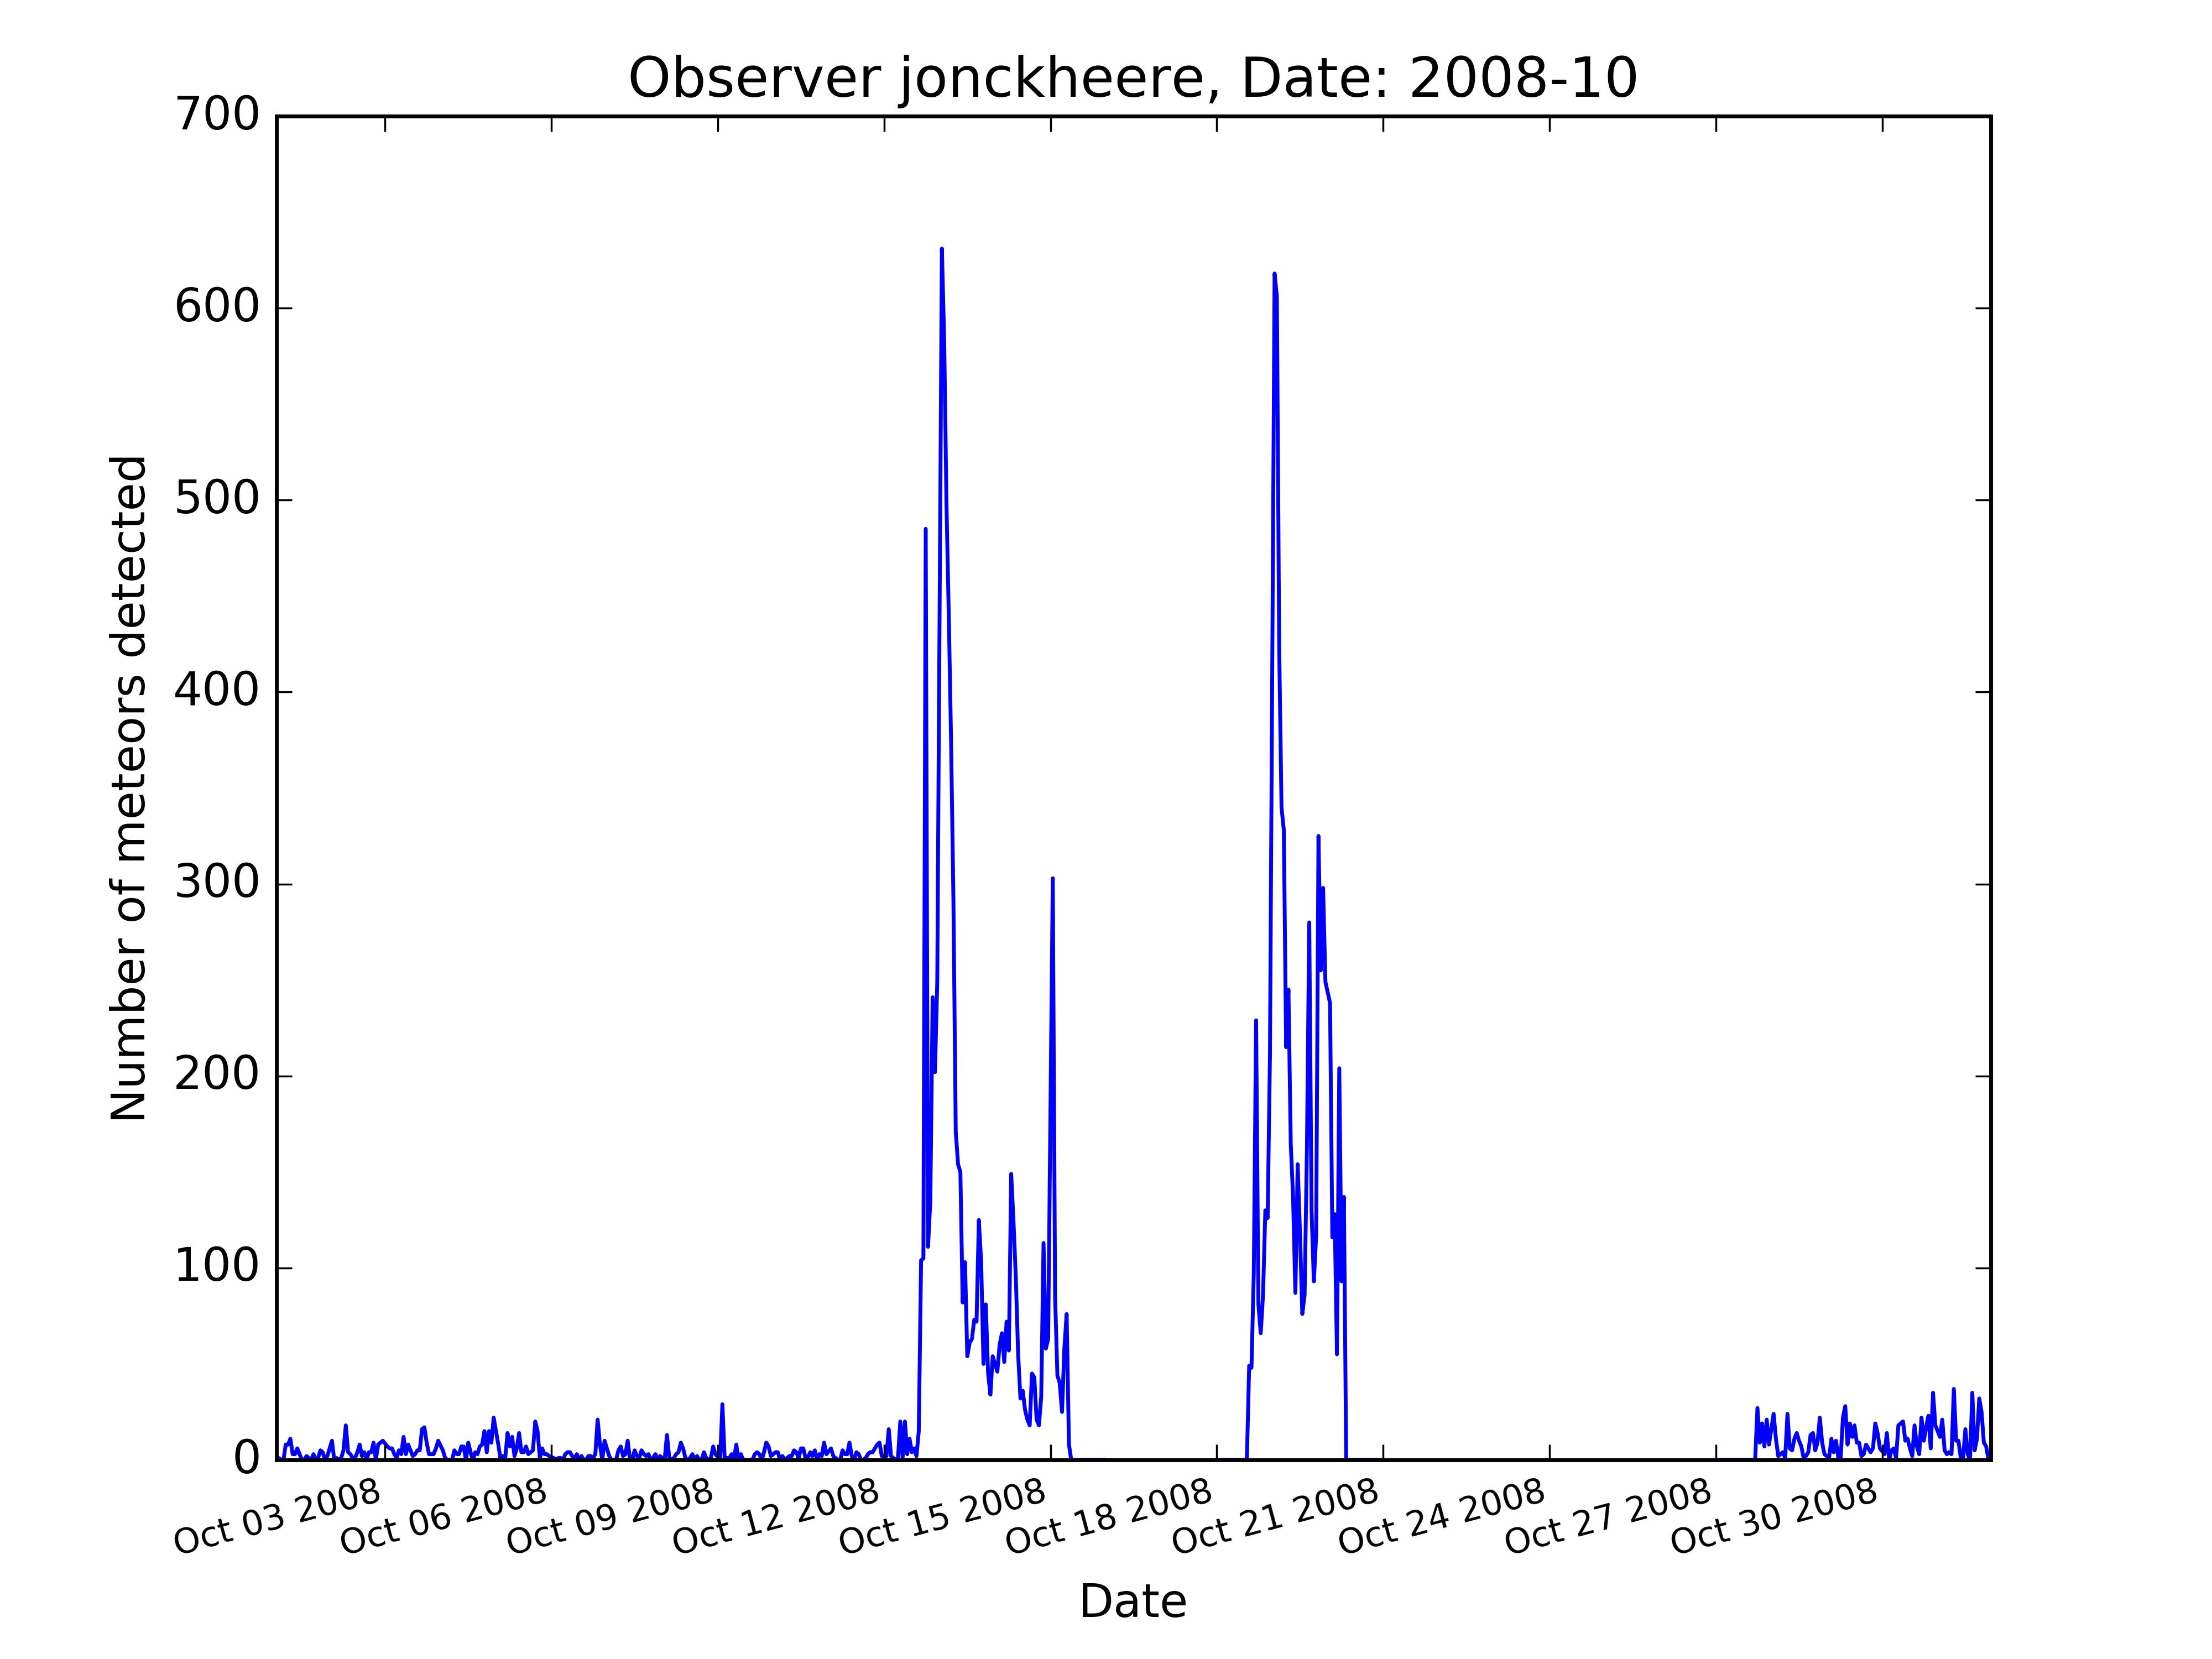 Observer jonckheere, Date: 2008-10
700
600
500
400
300
200
100
0
Number of meteors detected
Oct 03 2008
Oct 06 2008
Oct 09 2008
Oct 12 2008
Oct 15 2008
Oct 18 2008
Oct 21 2008
Oct 24 2008
Oct 27 2008
Oct 30 2008
Date